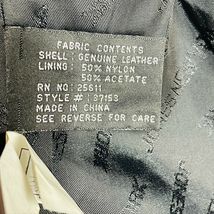 FABRIC CONTENTS
SHELL: GENUINE LEATHER
LINING: 50% NYLON
50% ACETATE
RN NO: 25611
STYLE #: 37153
MADE IN CHINA
SEE REVERSE FOR CARE